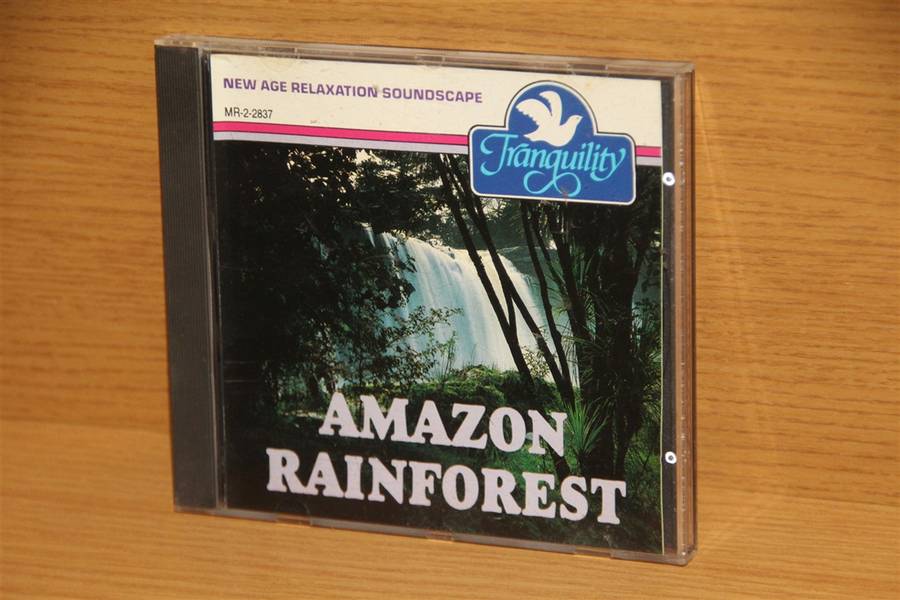 NEW AGE RELAXATION SOUNDSCAPE
MR-2-2837
Tranquility
AMAZON
RAINFOREST